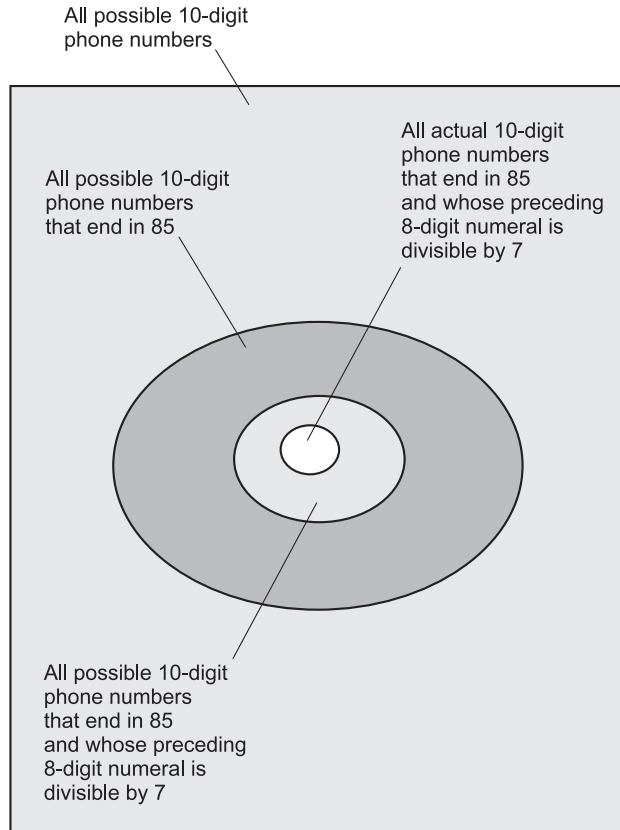 All possible 10-digit
phone numbers
All actual 10-digit
phone numbers
that end in 85
and whose preceding
8-digit numeral is
divisible by 7
All possible 10-digit
phone numbers
that end in 85
All possible 10-digit
phone numbers
that end in 85
and whose preceding
8-digit numeral is
divisible by 7